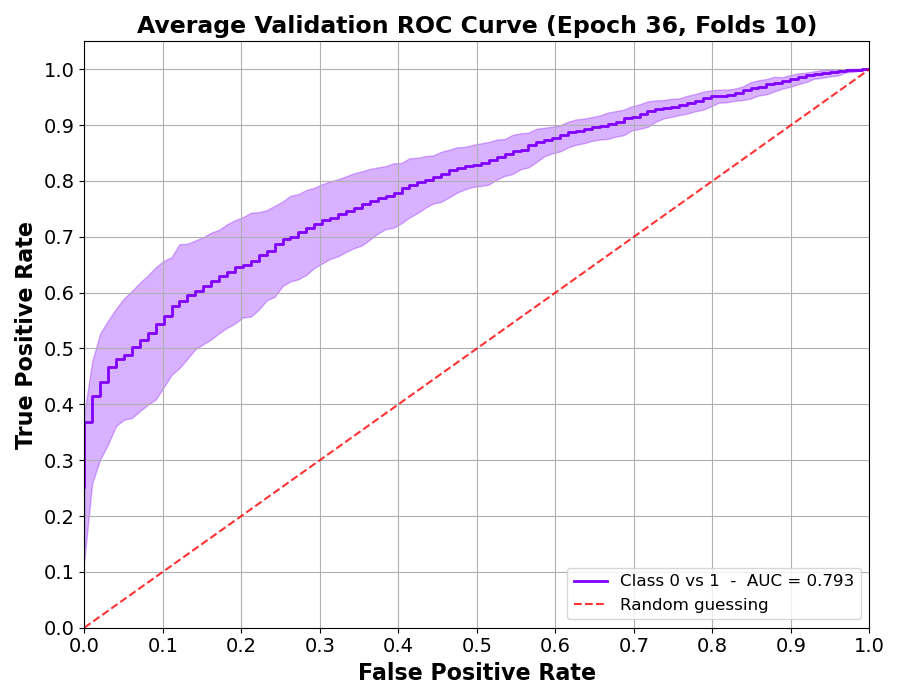 Average Validation ROC Curve (Epoch 36, Folds 10)
True Positive Rate
1.0
0.9
0.8
0.7
0.6
0.5
0.4
0.3
0.2
0.1
0.0
Class 0 vs 1 - AUC = 0.793
Random guessing
0.0 0.1 0.2 0.3 0.4 0.5 0.6 0.7 0.8 0.9 1.0
False Positive Rate